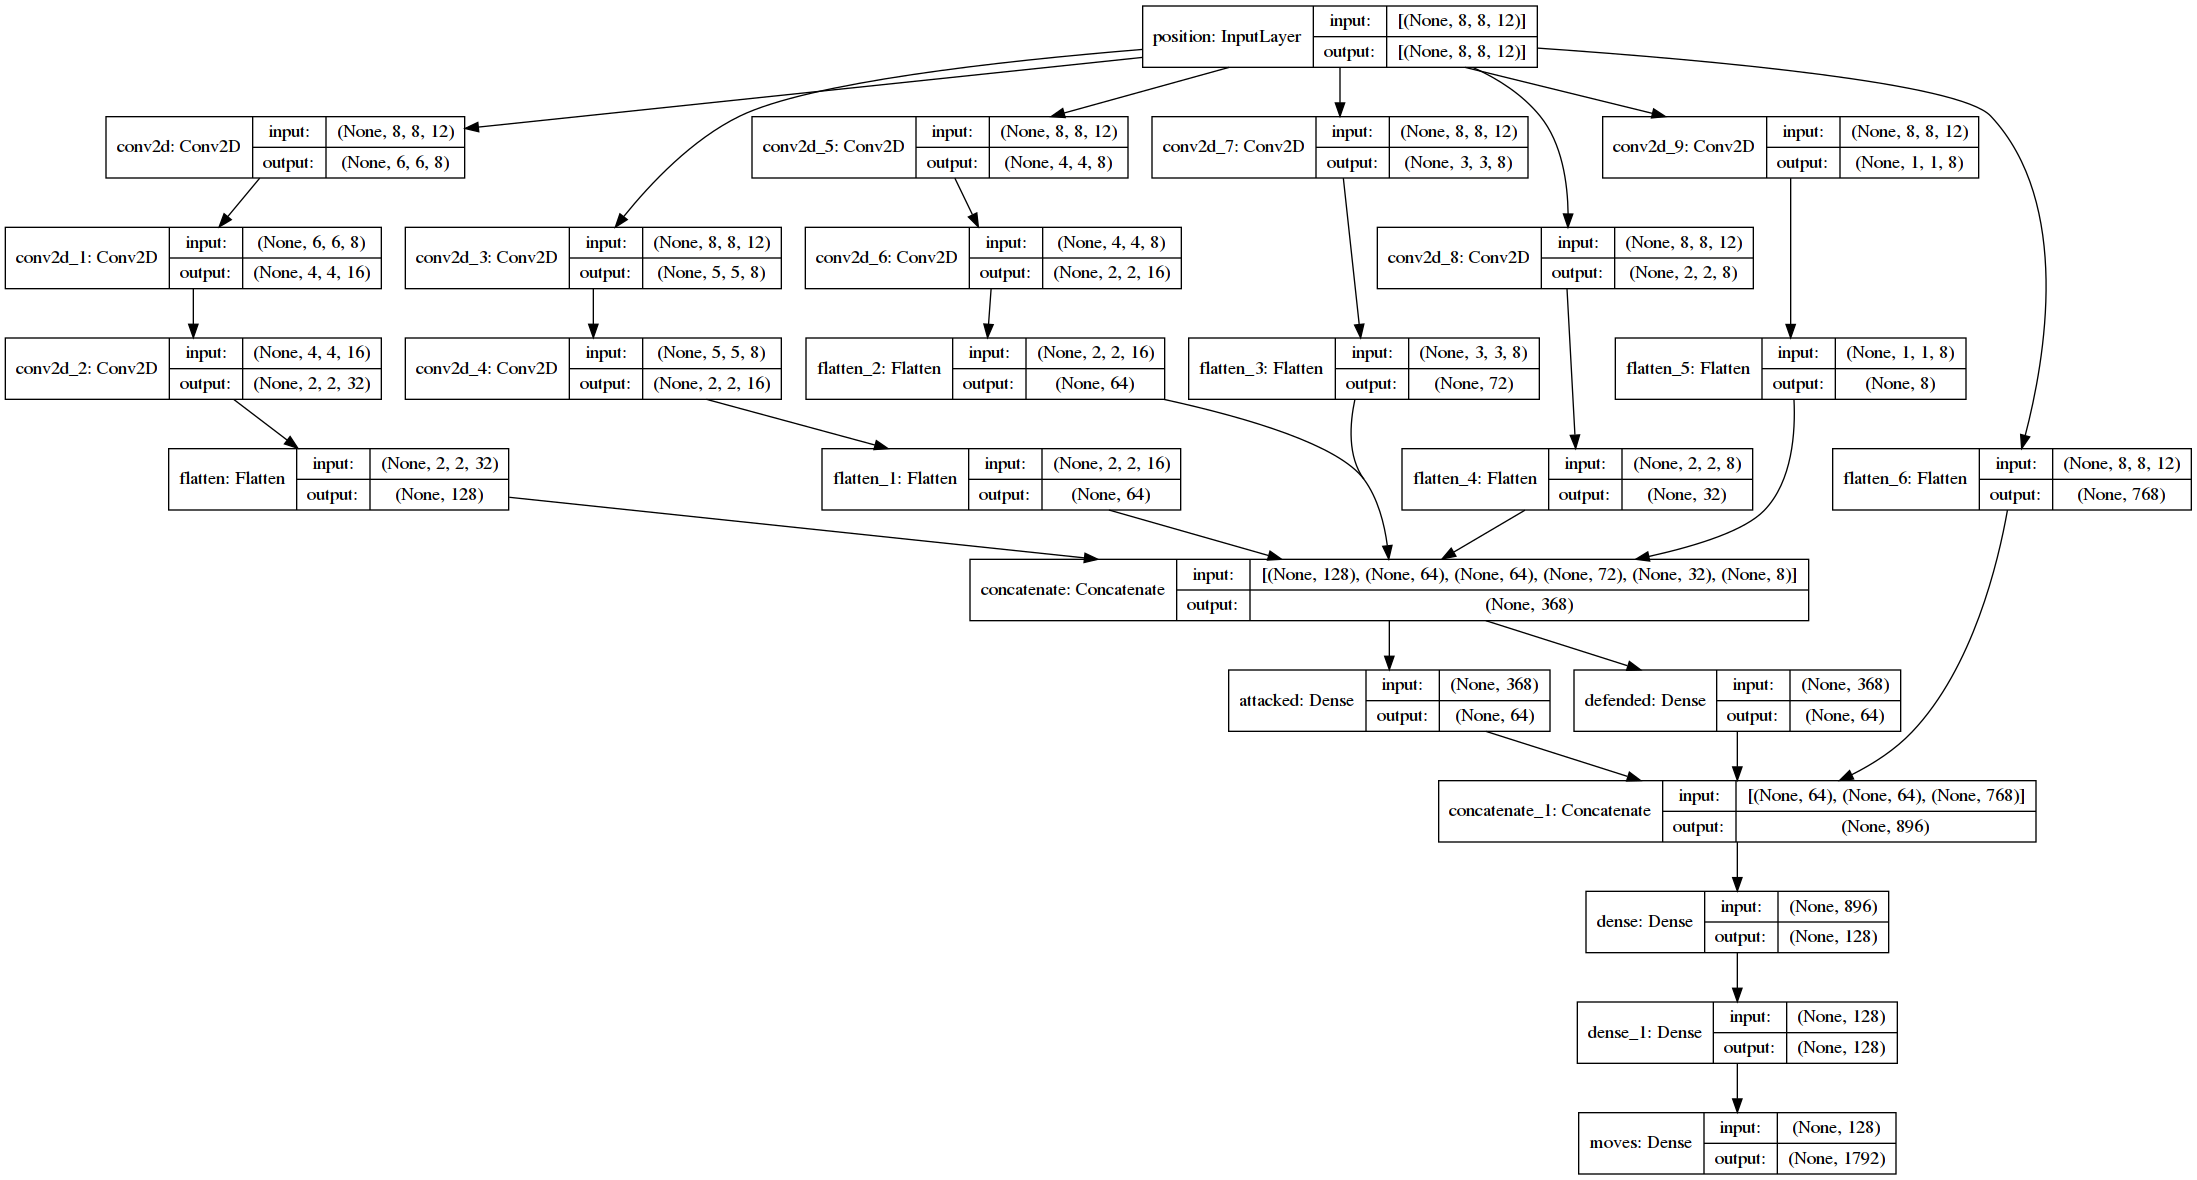 position: InputLayer
input: [(None, 8, 8, 12)]
output: [(None, 8, 8, 12)]
conv2d: Conv2D
input: (None, 8, 8, 12)
output: (None, 6, 6, 8)
conv2d_5: Conv2D
input: (None, 8, 8, 12)
output: (None, 4, 4, 8)
conv2d_7: Conv2D
input: (None, 8, 8, 12)
output: (None, 3, 3, 8)
conv2d_9: Conv2D
input: (None, 8, 8, 12)
output: (None, 1, 1, 8)
conv2d_1: Conv2D
input: (None, 6, 6, 8)
output: (None, 4, 4, 16)
conv2d_3: Conv2D
input: (None, 8, 8, 12)
output: (None, 5, 5, 8)
conv2d_6: Conv2D
input: (None, 4, 4, 8)
output: (None, 2, 2, 16)
conv2d_8: Conv2D
input: (None, 8, 8, 12)
output: (None, 2, 2, 8)
conv2d_2: Conv2D
input: (None, 4, 4, 16)
output: (None, 2, 2, 32)
conv2d_4: Conv2D
input: (None, 5, 5, 8)
output: (None, 2, 2, 16)
flatten_2: Flatten
input: (None, 2, 2, 16)
output: (None, 64)
flatten_3: Flatten
input: (None, 3, 3, 8)
output: (None, 72)
flatten_5: Flatten
input: (None, 1, 1, 8)
output: (None, 8)
flatten: Flatten
input: (None, 2, 2, 32)
output: (None, 128)
flatten_1: Flatten
input: (None, 2, 2, 16)
output: (None, 64)
flatten_4: Flatten
input: (None, 2, 2, 8)
output: (None, 32)
flatten_6: Flatten
input: (None, 8, 8, 12)
output: (None, 768)
concatenate: Concatenate
input: [(None, 128), (None, 64), (None, 64), (None, 72), (None, 32), (None, 8)]
output: (None, 368)
attacked: Dense
input: (None, 368)
output: (None, 64)
defended: Dense
input: (None, 368)
output: (None, 64)
concatenate_1: Concatenate
input: [(None, 64), (None, 64), (None, 768)]
output: (None, 896)
dense: Dense
input: (None, 896)
output: (None, 128)
dense_1: Dense
input: (None, 128)
output: (None, 128)
moves: Dense
input: (None, 128)
output: (None, 1792)